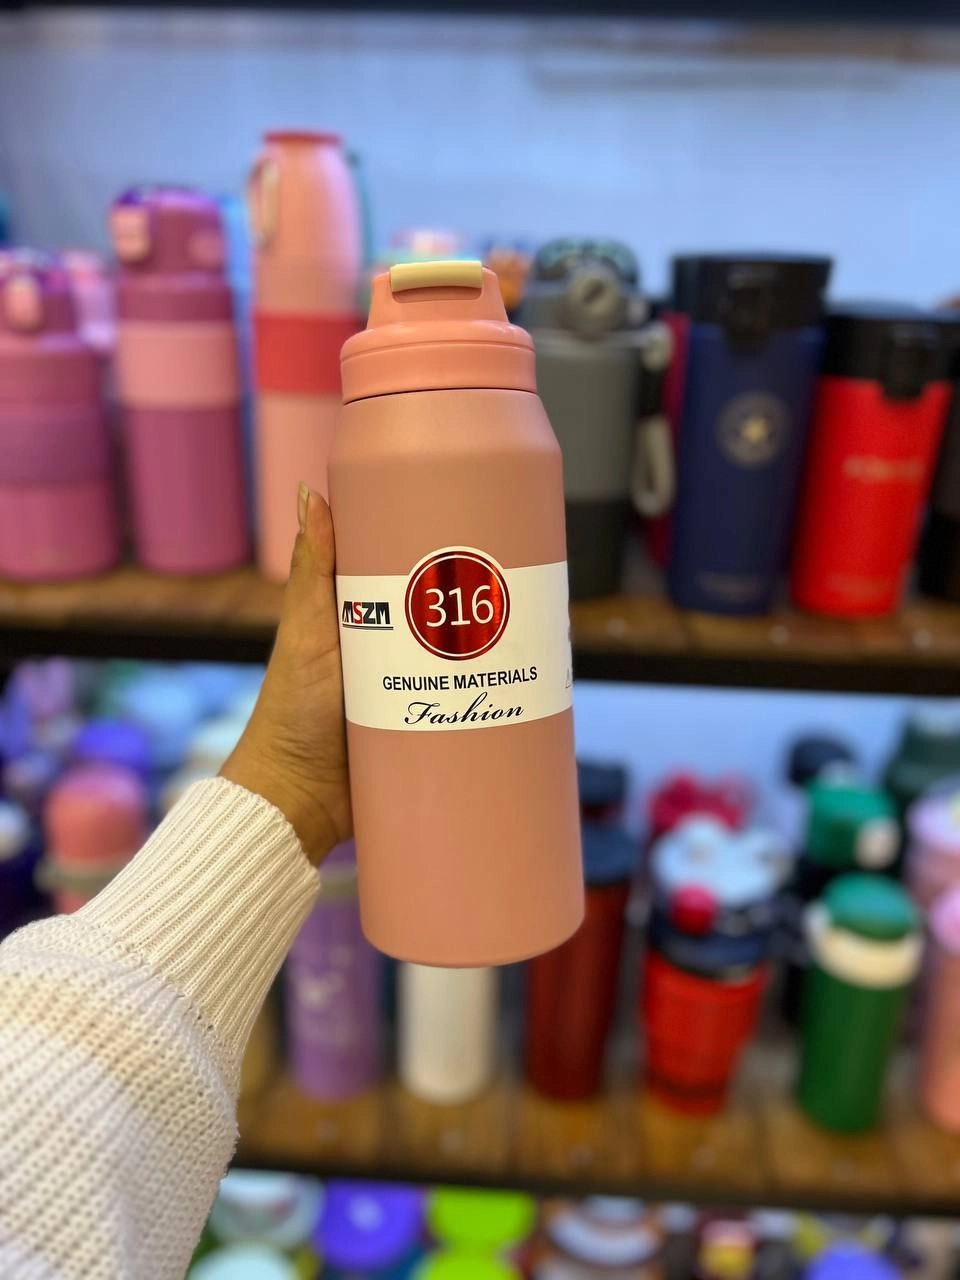 MSZM
316
GENUINE MATERIALS
Fashion